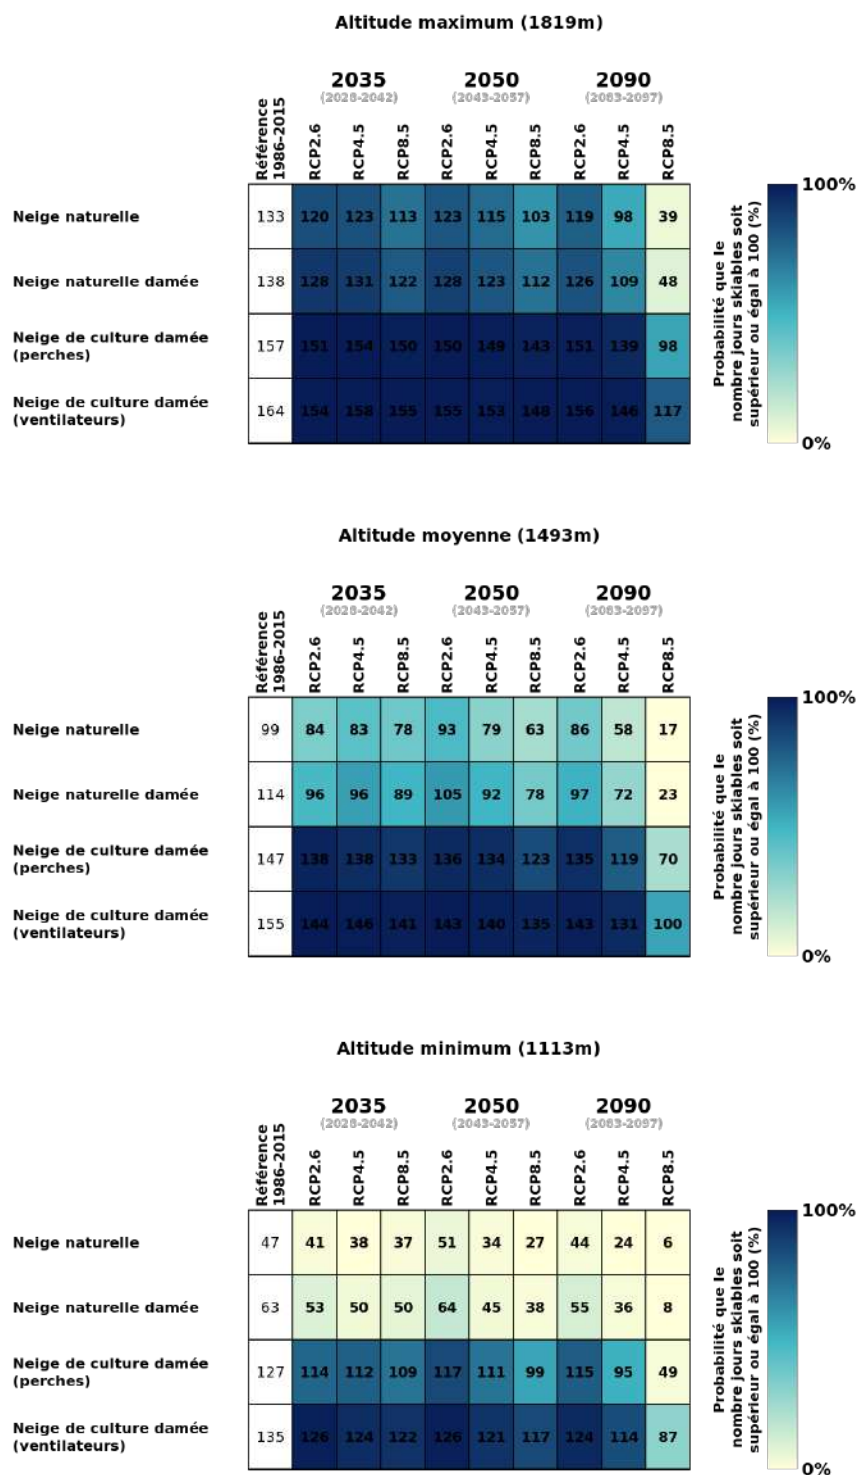 Altitude maximum (1819m)
2035 2050 2090
(2028-2042) (2043-2057) (2083-2097)
Référence
1986-2015
RCP2.6 RCP4.5 RCP8.5 RCP2.6 RCP4.5 RCP8.5 RCP2.6 RCP4.5 RCP8.5
Neige naturelle 133 120 123 113 123 115 103 119 98 39
Neige naturelle damée 138 128 131 122 128 123 112 126 109 48
Neige de culture damée
(perches) 157 151 154 150 150 149 143 151 139 98
Neige de culture damée
(ventilateurs) 164 154 158 155 155 153 148 156 146 117
Probabilité que le
nombre jours skiables soit
supérieur ou égal à 100 (%)
100%
0%
Altitude moyenne (1493m)
2035 2050 2090
(2028-2042) (2043-2057) (2083-2097)
Référence
1986-2015
RCP2.6 RCP4.5 RCP8.5 RCP2.6 RCP4.5 RCP8.5 RCP2.6 RCP4.5 RCP8.5
Neige naturelle 99 84 83 78 93 79 63 86 58 17
Neige naturelle damée 114 96 96 89 105 92 78 97 72 23
Neige de culture damée
(perches) 147 138 138 133 136 134 123 135 119 70
Neige de culture damée
(ventilateurs) 155 144 146 141 143 140 135 143 131 100
Probabilité que le
nombre jours skiables soit
supérieur ou égal à 100 (%)
100%
0%
Altitude minimum (1113m)
2035 2050 2090
(2028-2042) (2043-2057) (2083-2097)
Référence
1986-2015
RCP2.6 RCP4.5 RCP8.5 RCP2.6 RCP4.5 RCP8.5 RCP2.6 RCP4.5 RCP8.5
Neige naturelle 47 41 38 37 51 34 27 44 24 6
Neige naturelle damée 63 53 50 50 64 45 38 55 36 8
Neige de culture damée
(perches) 127 114 112 109 117 111 99 115 95 49
Neige de culture damée
(ventilateurs) 135 126 124 122 126 121 117 124 114 87
Probabilité que le
nombre jours skiables soit
supérieur ou égal à 100 (%)
100%
0%